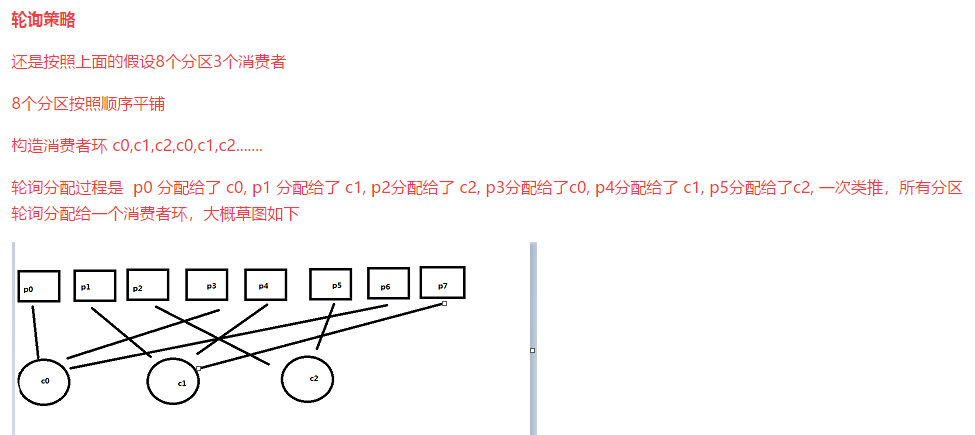 轮询策略
还是按照上面的假设8个分区3个消费者
8个分区按照顺序平铺
构造消费者环 c0,c1,c2,c0,c1,c2.......
轮询分配过程是  p0 分配给了 c0, p1 分配给了 c1, p2分配给了 c2, p3分配给了c0, p4分配给了 c1, p5分配给了c2, 一次类推，所有分区
轮询分配给一个消费者环，大概草图如下
p0 p1 p2 p3 p4 p5 p6 p7
c0 c1 c2